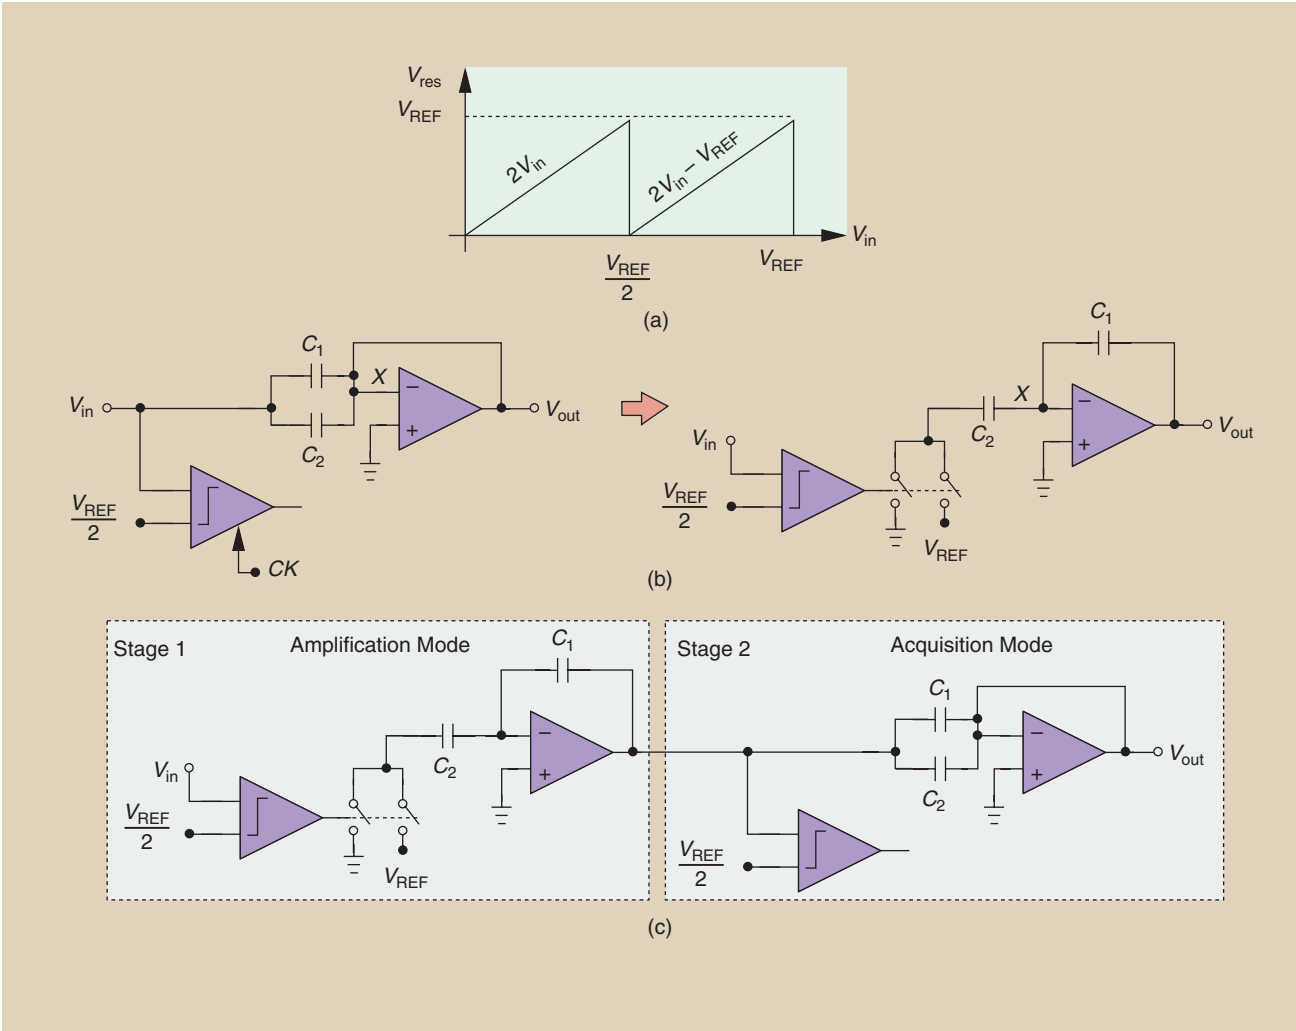 Vres
VREF
2Vin
2Vin – VREF
Vin
VREF
2
VREF
(a)
C1
X
–
+
Vin
Vout
C2
VREF
2
CK
C1
X
–
+
Vout
C2
Vin
VREF
2
VREF
(b)
Stage 1
Amplification Mode
C1
–
+
C2
Vin
VREF
2
VREF
Stage 2
Acquisition Mode
C1
–
+
Vout
C2
VREF
2
(c)